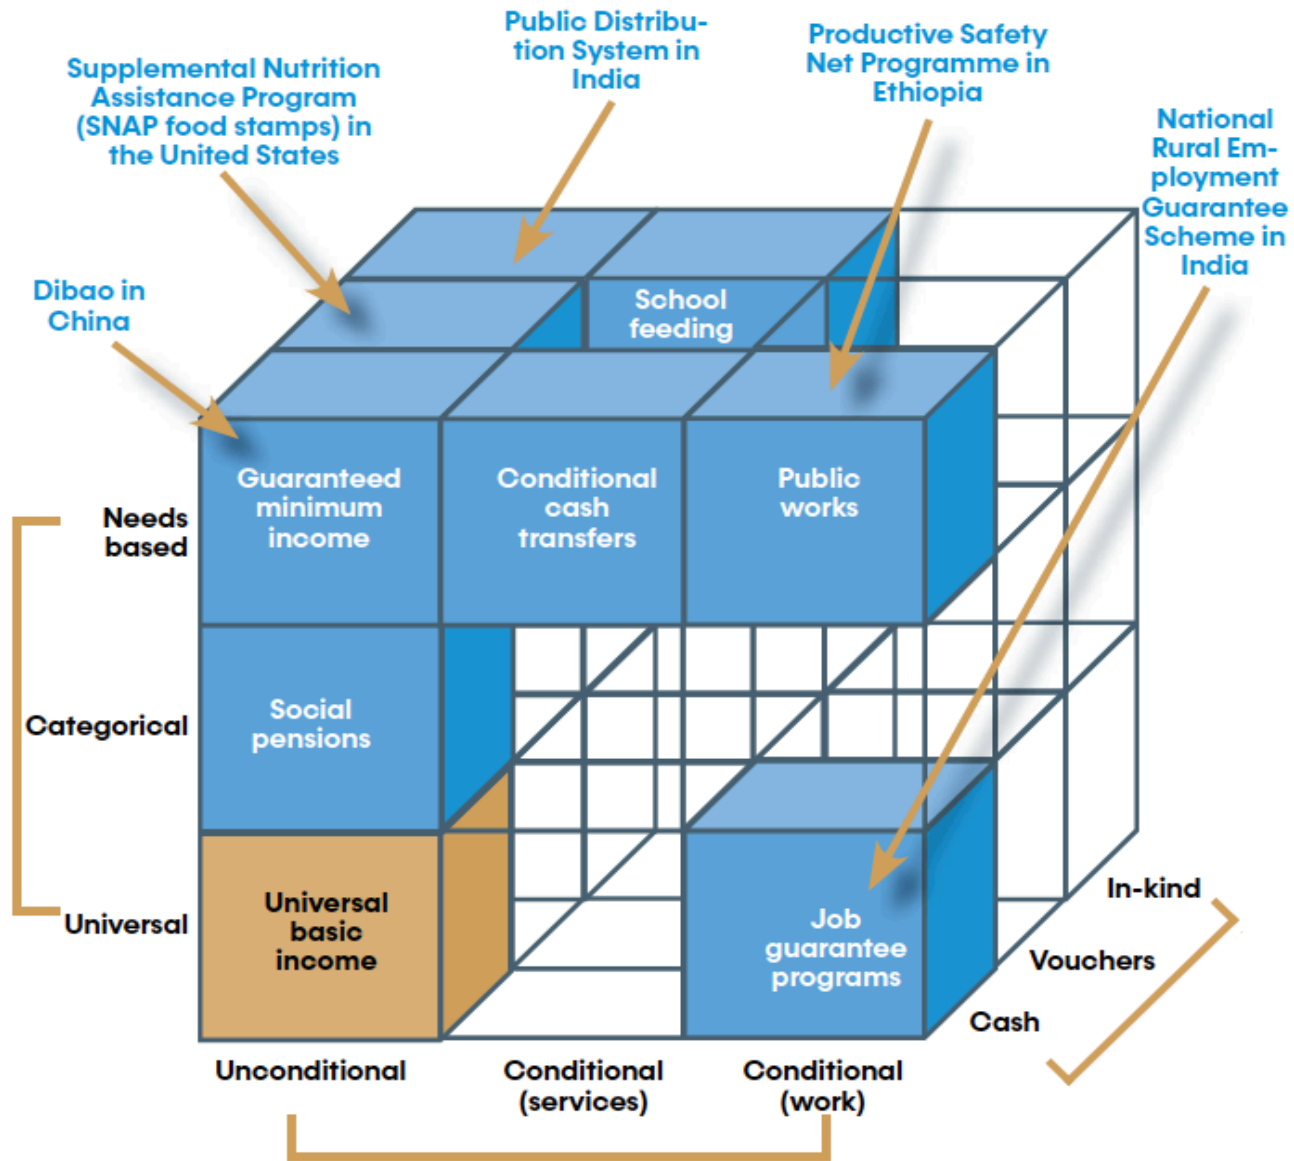 Public Distribu-
tion System in
India
Productive Safety
Net Programme in
Ethiopia
Supplemental Nutrition
Assistance Program
(SNAP food stamps) in
the United States
National
Rural Em-
ployment
Guarantee
Scheme in
India
Dibao in
China
School
feeding
Needs
based
Guaranteed
minimum
income
Conditional
cash
transfers
Public
works
Categorical
Social
pensions
Universal
Universal
basic
income
Job
guarantee
programs
In-kind
Vouchers
Cash
Unconditional
Conditional
(services)
Conditional
(work)